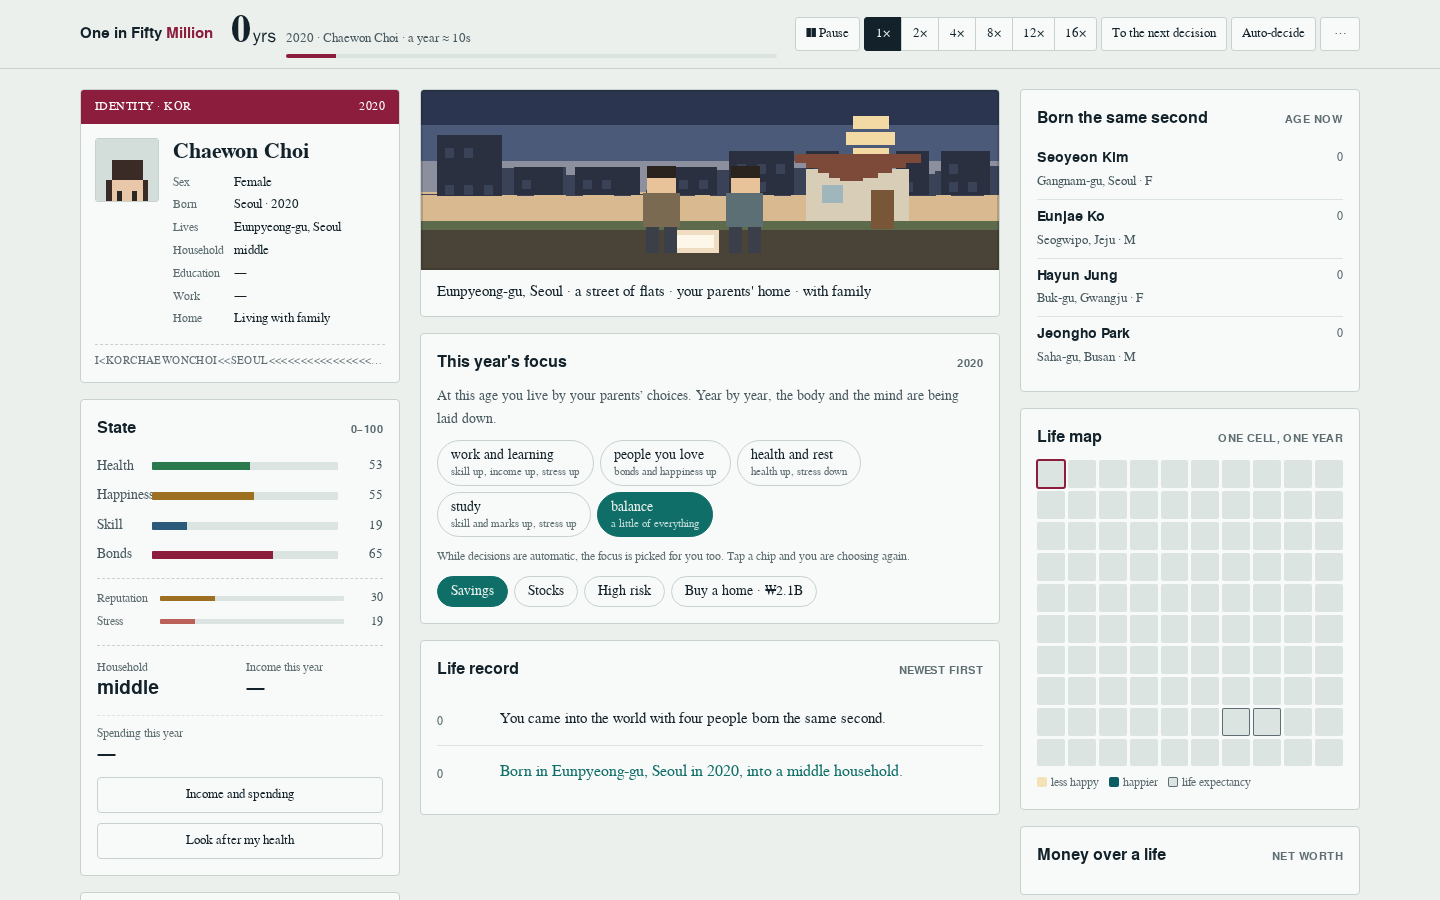 One in Fifty Million
0 yrs
2020 · Chaewon Choi · a year ≈ 10s
Pause
1×
2×
4×
8×
12×
16×
To the next decision
Auto-decide
···
IDENTITY · KOR
2020
Chaewon Choi
Sex Female
Born Seoul · 2020
Lives Eunpyeong-gu, Seoul
Household middle
Education —
Work —
Home Living with family
I<KORCHAEWONCHOI<<SEOUL<<<<<<<<<<<<<<<<<…
State
0–100
Health 53
Happiness 55
Skill 19
Bonds 65
Reputation 30
Stress 19
Household
middle
Income this year
—
Spending this year
—
Income and spending
Look after my health
Eunpyeong-gu, Seoul · a street of flats · your parents' home · with family
This year's focus
2020
At this age you live by your parents' choices. Year by year, the body and the mind are being
laid down.
work and learning
skill up, income up, stress up
people you love
bonds and happiness up
health and rest
health up, stress down
study
skill and marks up, stress up
balance
a little of everything
While decisions are automatic, the focus is picked for you too. Tap a chip and you are choosing again.
Savings
Stocks
High risk
Buy a home · ₩2.1B
Life record
NEWEST FIRST
0 You came into the world with four people born the same second.
0 Born in Eunpyeong-gu, Seoul in 2020, into a middle household.
Born the same second
AGE NOW
Seoyeon Kim 0
Gangnam-gu, Seoul · F
Eunjae Ko 0
Seogwipo, Jeju · M
Hayun Jung 0
Buk-gu, Gwangju · F
Jeongho Park 0
Saha-gu, Busan · M
Life map
ONE CELL, ONE YEAR
less happy
happier
life expectancy
Money over a life
NET WORTH